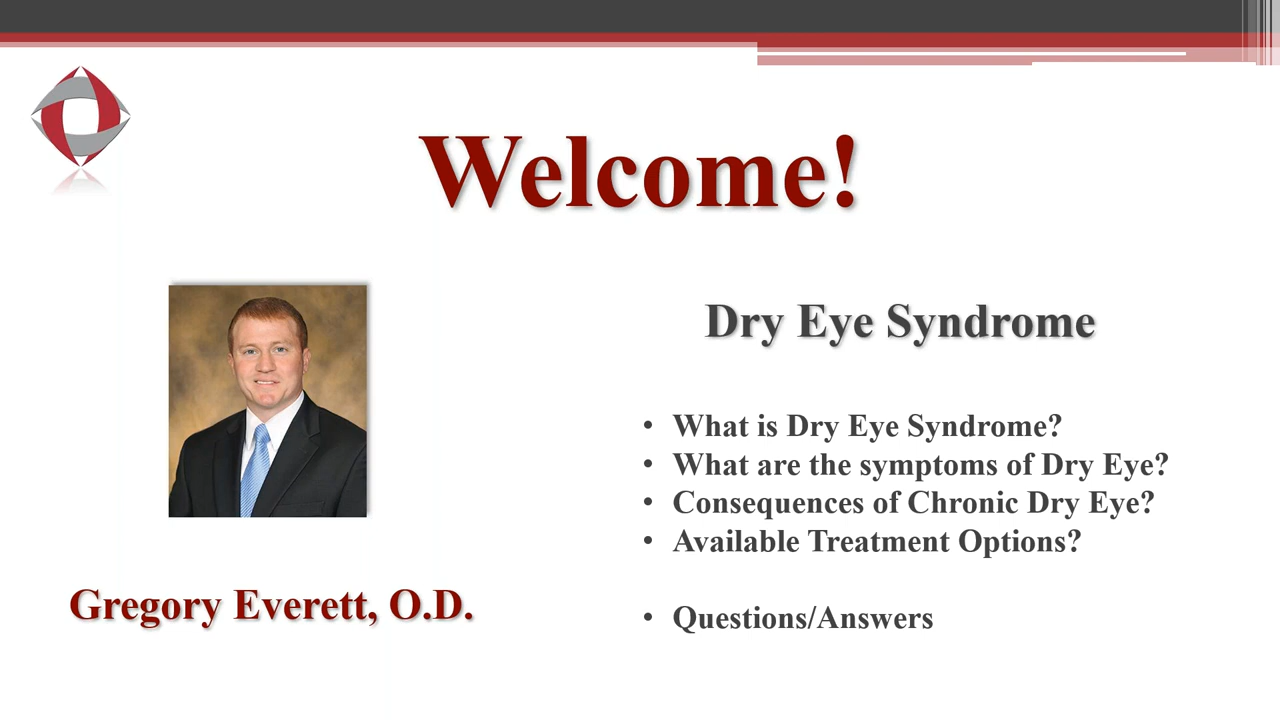 Welcome!
Dry Eye Syndrome
• What is Dry Eye Syndrome?
• What are the symptoms of Dry Eye?
• Consequences of Chronic Dry Eye?
• Available Treatment Options?
• Questions/Answers
Gregory Everett, O.D.